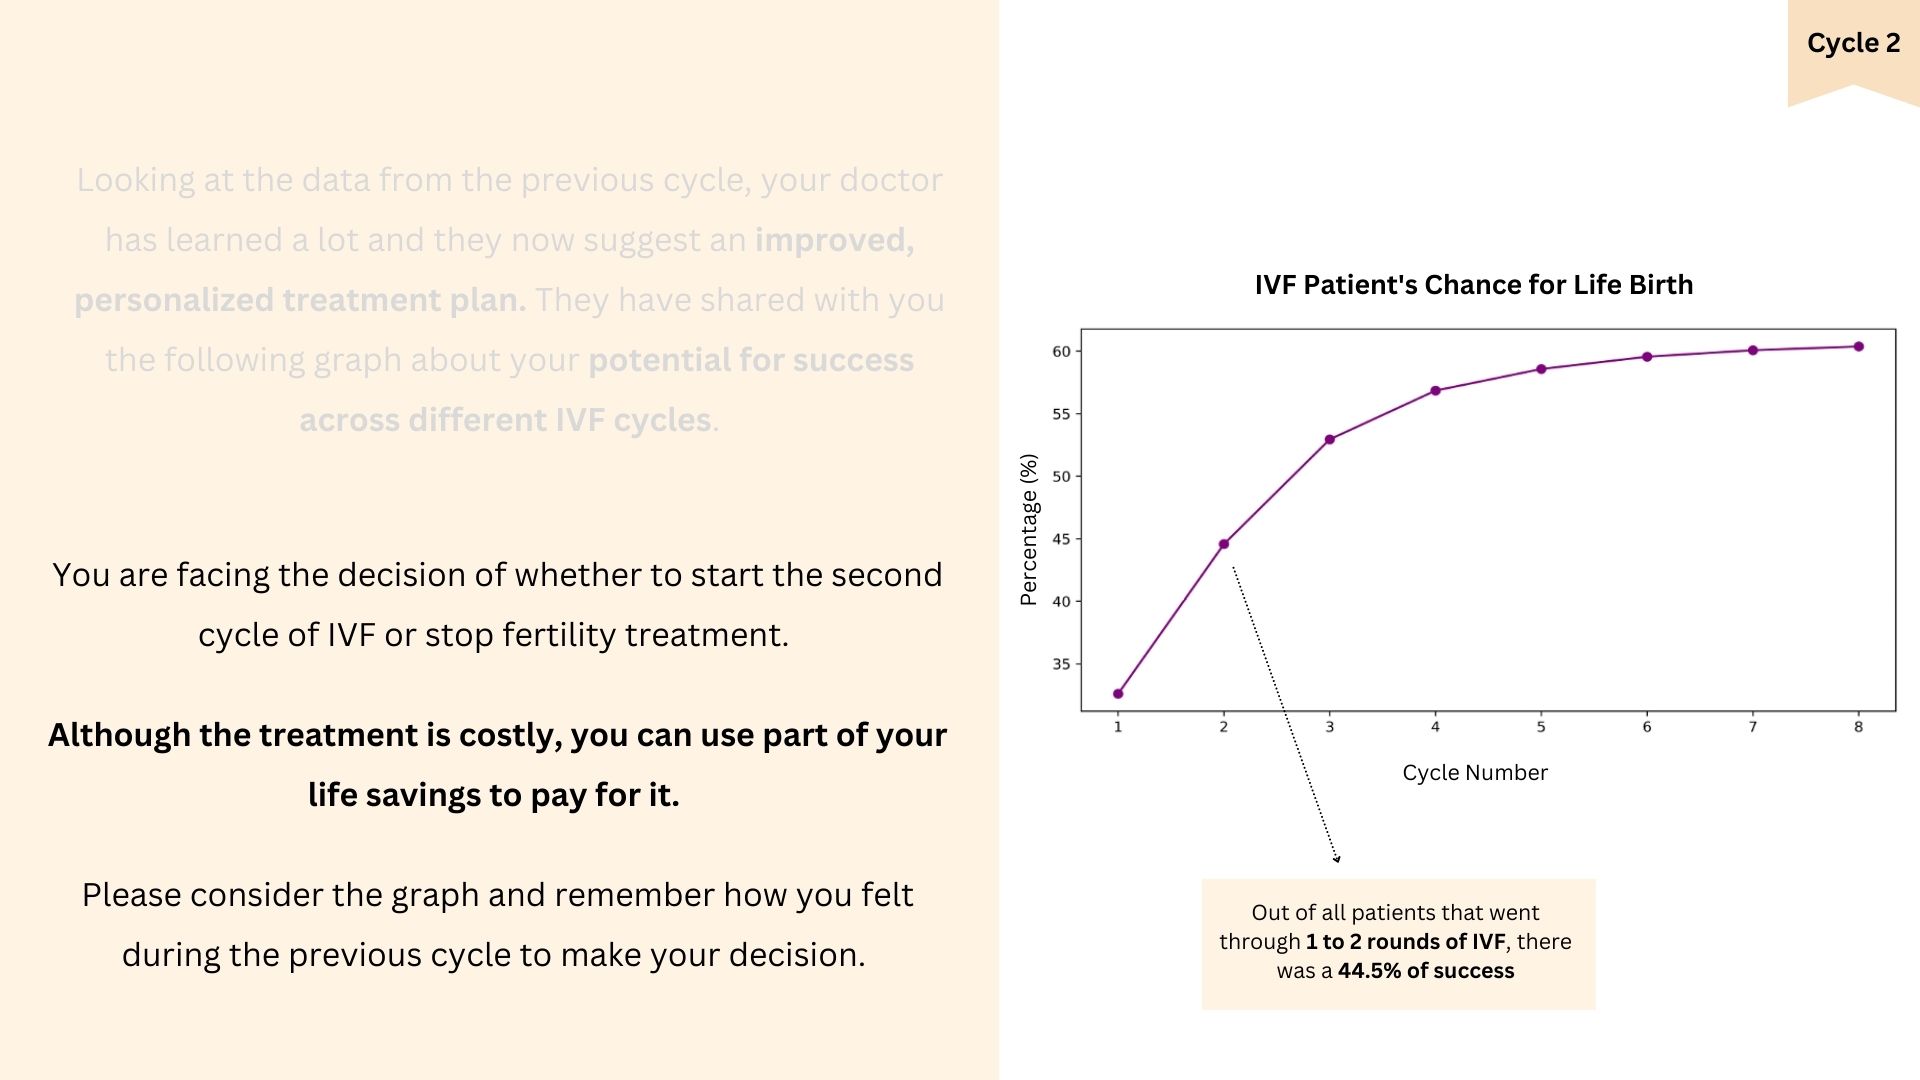 Cycle 2
Looking at the data from the previous cycle, your doctor
has learned a lot and they now suggest an improved,
personalized treatment plan. They have shared with you
the following graph about your potential for success
across different IVF cycles.
You are facing the decision of whether to start the second
cycle of IVF or stop fertility treatment.
Although the treatment is costly, you can use part of your
life savings to pay for it.
Please consider the graph and remember how you felt
during the previous cycle to make your decision.
IVF Patient's Chance for Life Birth
Percentage (%)
60
55
50
45
40
35
1 2 3 4 5 6 7 8
Cycle Number
Out of all patients that went
through 1 to 2 rounds of IVF, there
was a 44.5% of success